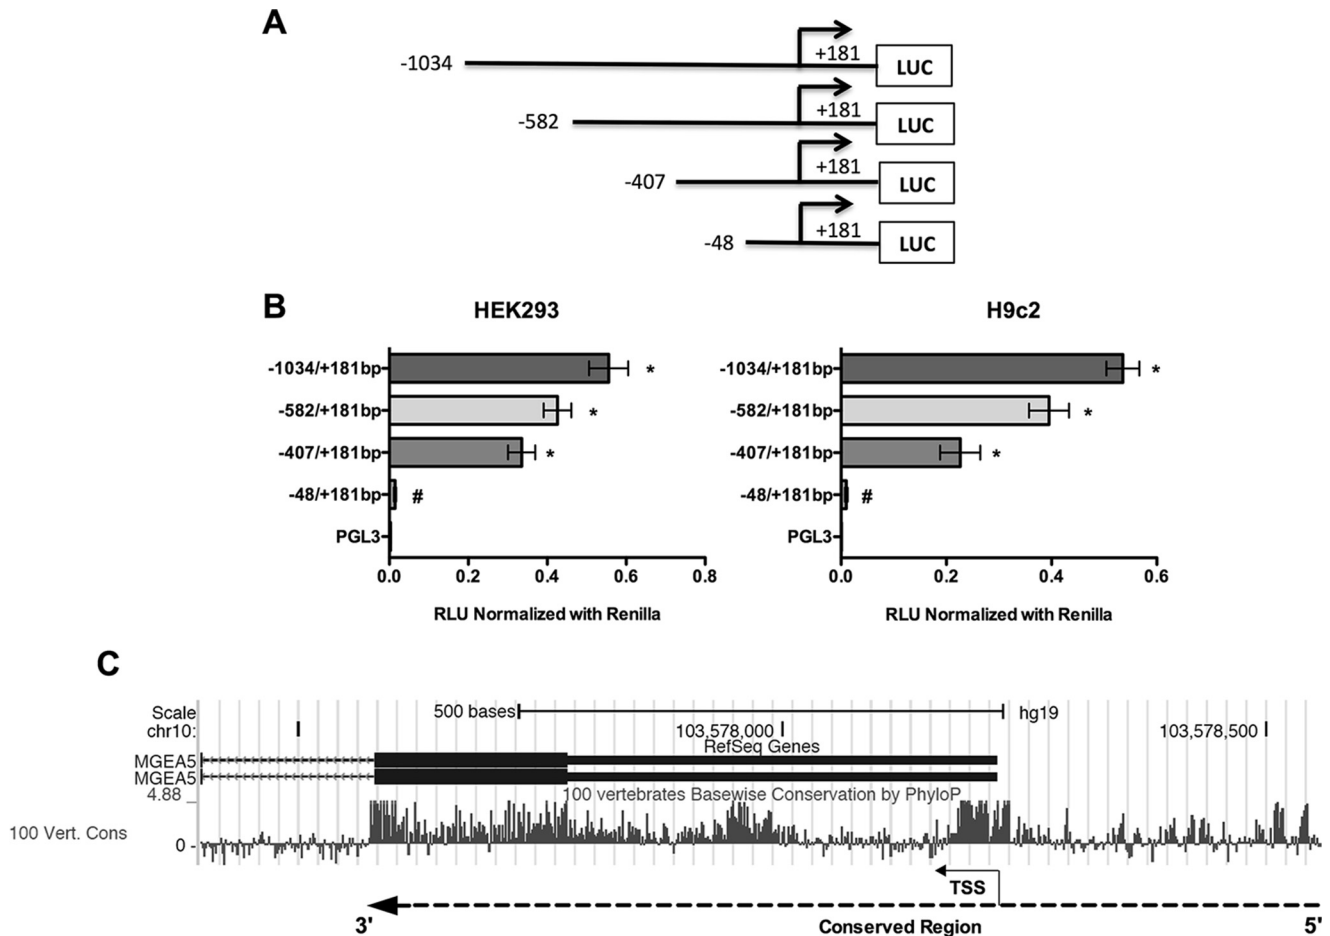 A
-1034
+181
LUC
-582
+181
LUC
-407
+181
LUC
-48
+181
LUC
B
HEK293
-1034/+181bp
*
-582/+181bp
*
-407/+181bp
*
-48/+181bp
#
PGL3
0.0 0.2 0.4 0.6 0.8
RLU Normalized with Renilla
H9c2
-1034/+181bp
*
-582/+181bp
*
-407/+181bp
*
-48/+181bp
#
PGL3
0.0 0.2 0.4 0.6
RLU Normalized with Renilla
C
Scale 500 bases hg19
chr10: 103,578,000 103,578,500
RefSeq Genes
MGEA5
MGEA5
4.88 100 vertebrates Basewise Conservation by PhyloP
100 Vert. Cons
0 -
TSS
3' Conserved Region 5'